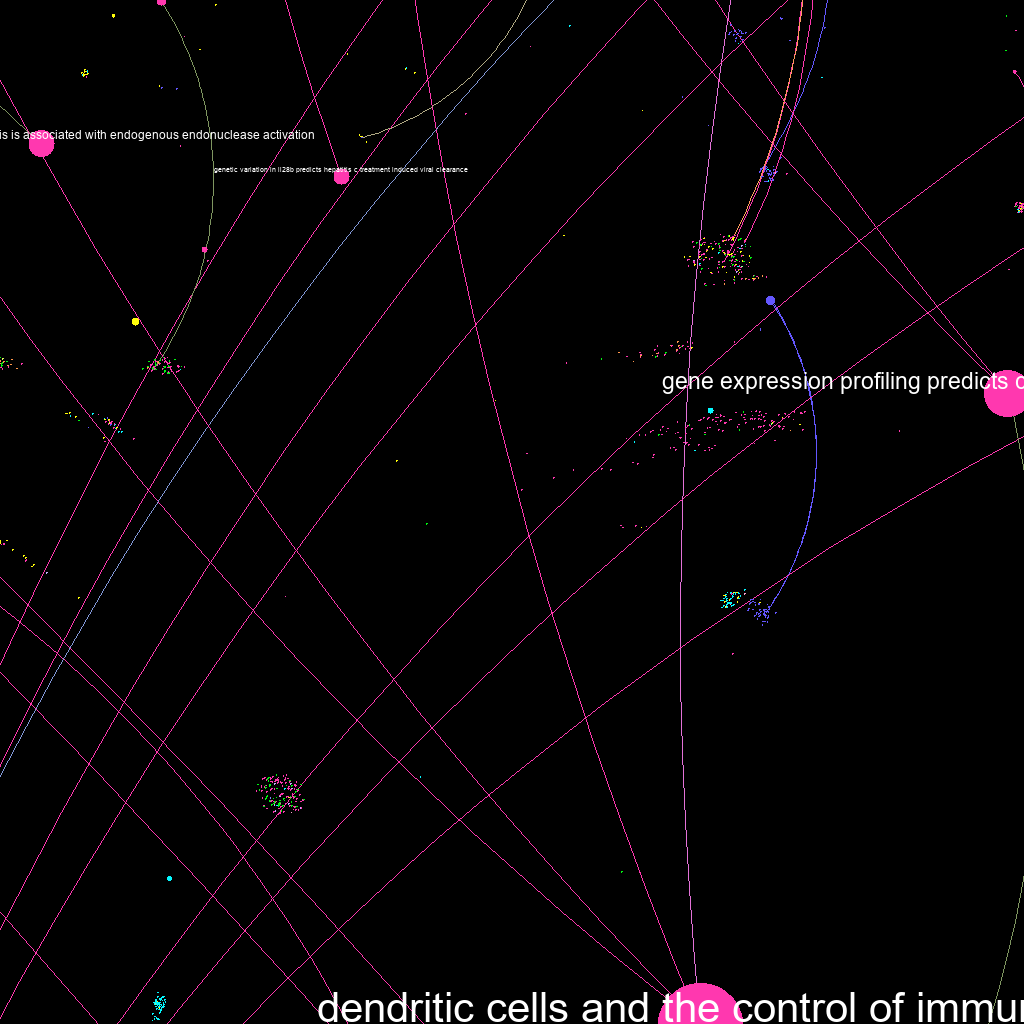 is is associated with endogenous endonuclease activation
genetic variation in il28b predicts hepatitis c treatment induced viral clearance
gene expression profiling predicts
dendritic cells and the control of immun